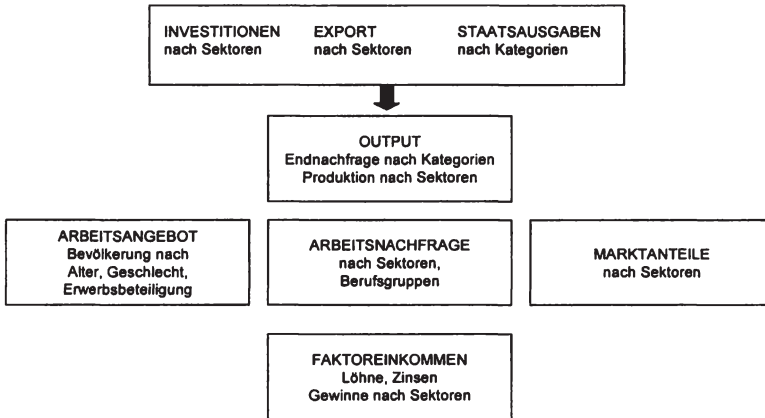 INVESTITIONEN EXPORT STAATSAUSGABEN
nach Sektoren nach Sektoren nach Kategorien
OUTPUT
Endnachfrage nach Kategorien
Produktion nach Sektoren
ARBEITSANGEBOT
Bevölkerung nach
Alter, Geschlecht,
Erwerbsbeteiligung
ARBEITSNACHFRAGE
nach Sektoren,
Berufsgruppen
MARKTANTEILE
nach Sektoren
FAKTOREINKOMMEN
Löhne, Zinsen
Gewinne nach Sektoren